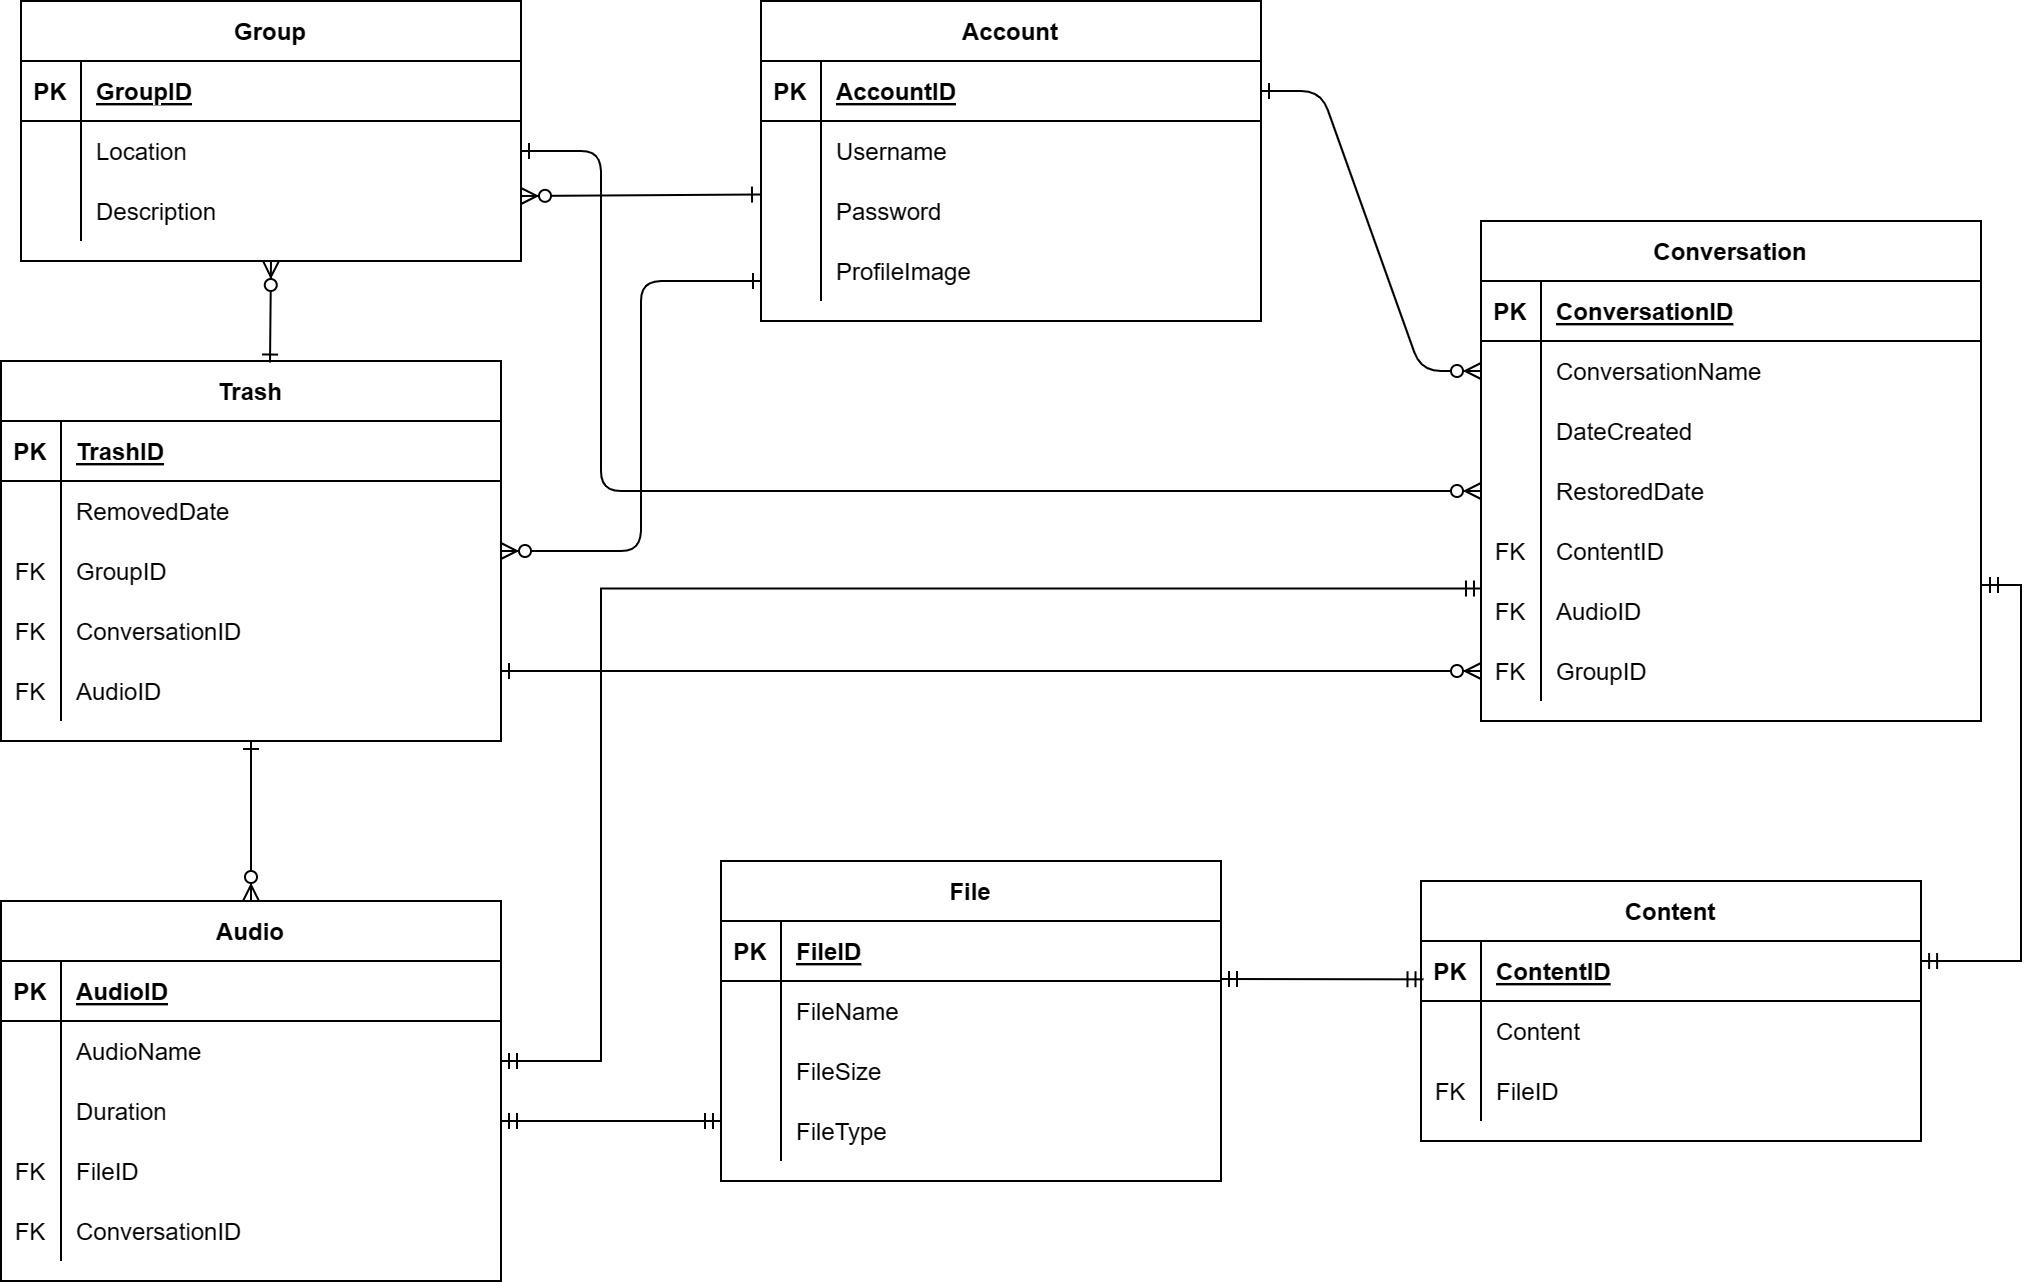 Group
PK GroupID
Location
Description
Account
PK AccountID
Username
Password
ProfileImage
Conversation
PK ConversationID
ConversationName
DateCreated
RestoredDate
FK ContentID
FK AudioID
FK GroupID
Trash
PK TrashID
RemovedDate
FK GroupID
FK ConversationID
FK AudioID
Audio
PK AudioID
AudioName
Duration
FK FileID
FK ConversationID
File
PK FileID
FileName
FileSize
FileType
Content
PK ContentID
Content
FK FileID